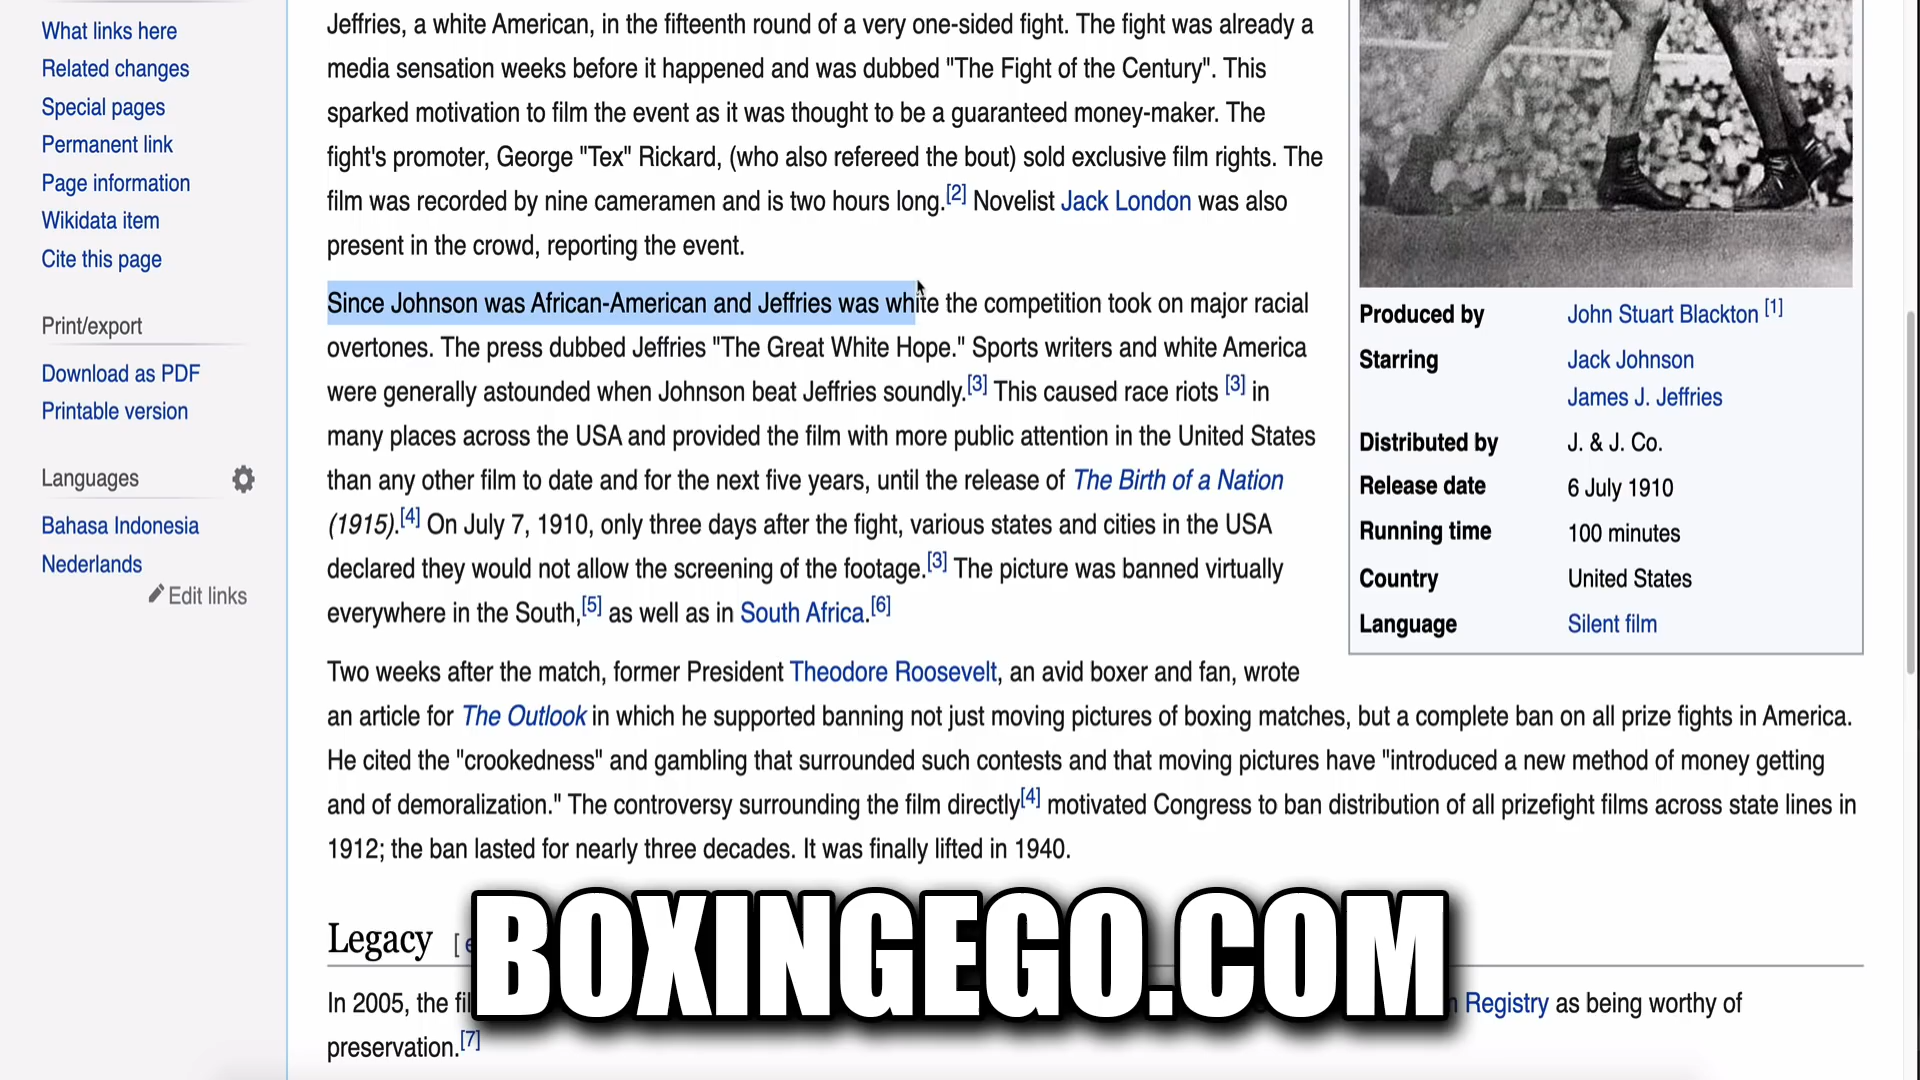 What links here
Related changes
Special pages
Permanent link
Page information
Wikidata item
Cite this page
Print/export
Download as PDF
Printable version
Languages
Bahasa Indonesia
Nederlands
Edit links
Jeffries, a white American, in the fifteenth round of a very one-sided fight. The fight was already a
media sensation weeks before it happened and was dubbed "The Fight of the Century". This
sparked motivation to film the event as it was thought to be a guaranteed money-maker. The
fight's promoter, George "Tex" Rickard, (who also refereed the bout) sold exclusive film rights. The
film was recorded by nine cameramen and is two hours long.[2] Novelist Jack London was also
present in the crowd, reporting the event.
Since Johnson was African-American and Jeffries was white the competition took on major racial
overtones. The press dubbed Jeffries "The Great White Hope." Sports writers and white America
were generally astounded when Johnson beat Jeffries soundly.[3] This caused race riots [3] in
many places across the USA and provided the film with more public attention in the United States
than any other film to date and for the next five years, until the release of The Birth of a Nation
(1915).[4] On July 7, 1910, only three days after the fight, various states and cities in the USA
declared they would not allow the screening of the footage.[3] The picture was banned virtually
everywhere in the South,[5] as well as in South Africa.[6]
Two weeks after the match, former President Theodore Roosevelt, an avid boxer and fan, wrote
an article for The Outlook in which he supported banning not just moving pictures of boxing matches, but a complete ban on all prize fights in America.
He cited the "crookedness" and gambling that surrounded such contests and that moving pictures have "introduced a new method of money getting
and of demoralization." The controversy surrounding the film directly[4] motivated Congress to ban distribution of all prizefight films across state lines in
1912; the ban lasted for nearly three decades. It was finally lifted in 1940.
Produced by John Stuart Blackton [1]
Starring Jack Johnson
James J. Jeffries
Distributed by J. & J. Co.
Release date 6 July 1910
Running time 100 minutes
Country United States
Language Silent film
Legacy [
BOXINGEGO.COM
In 2005, the Registry as being worthy of
preservation.[7]